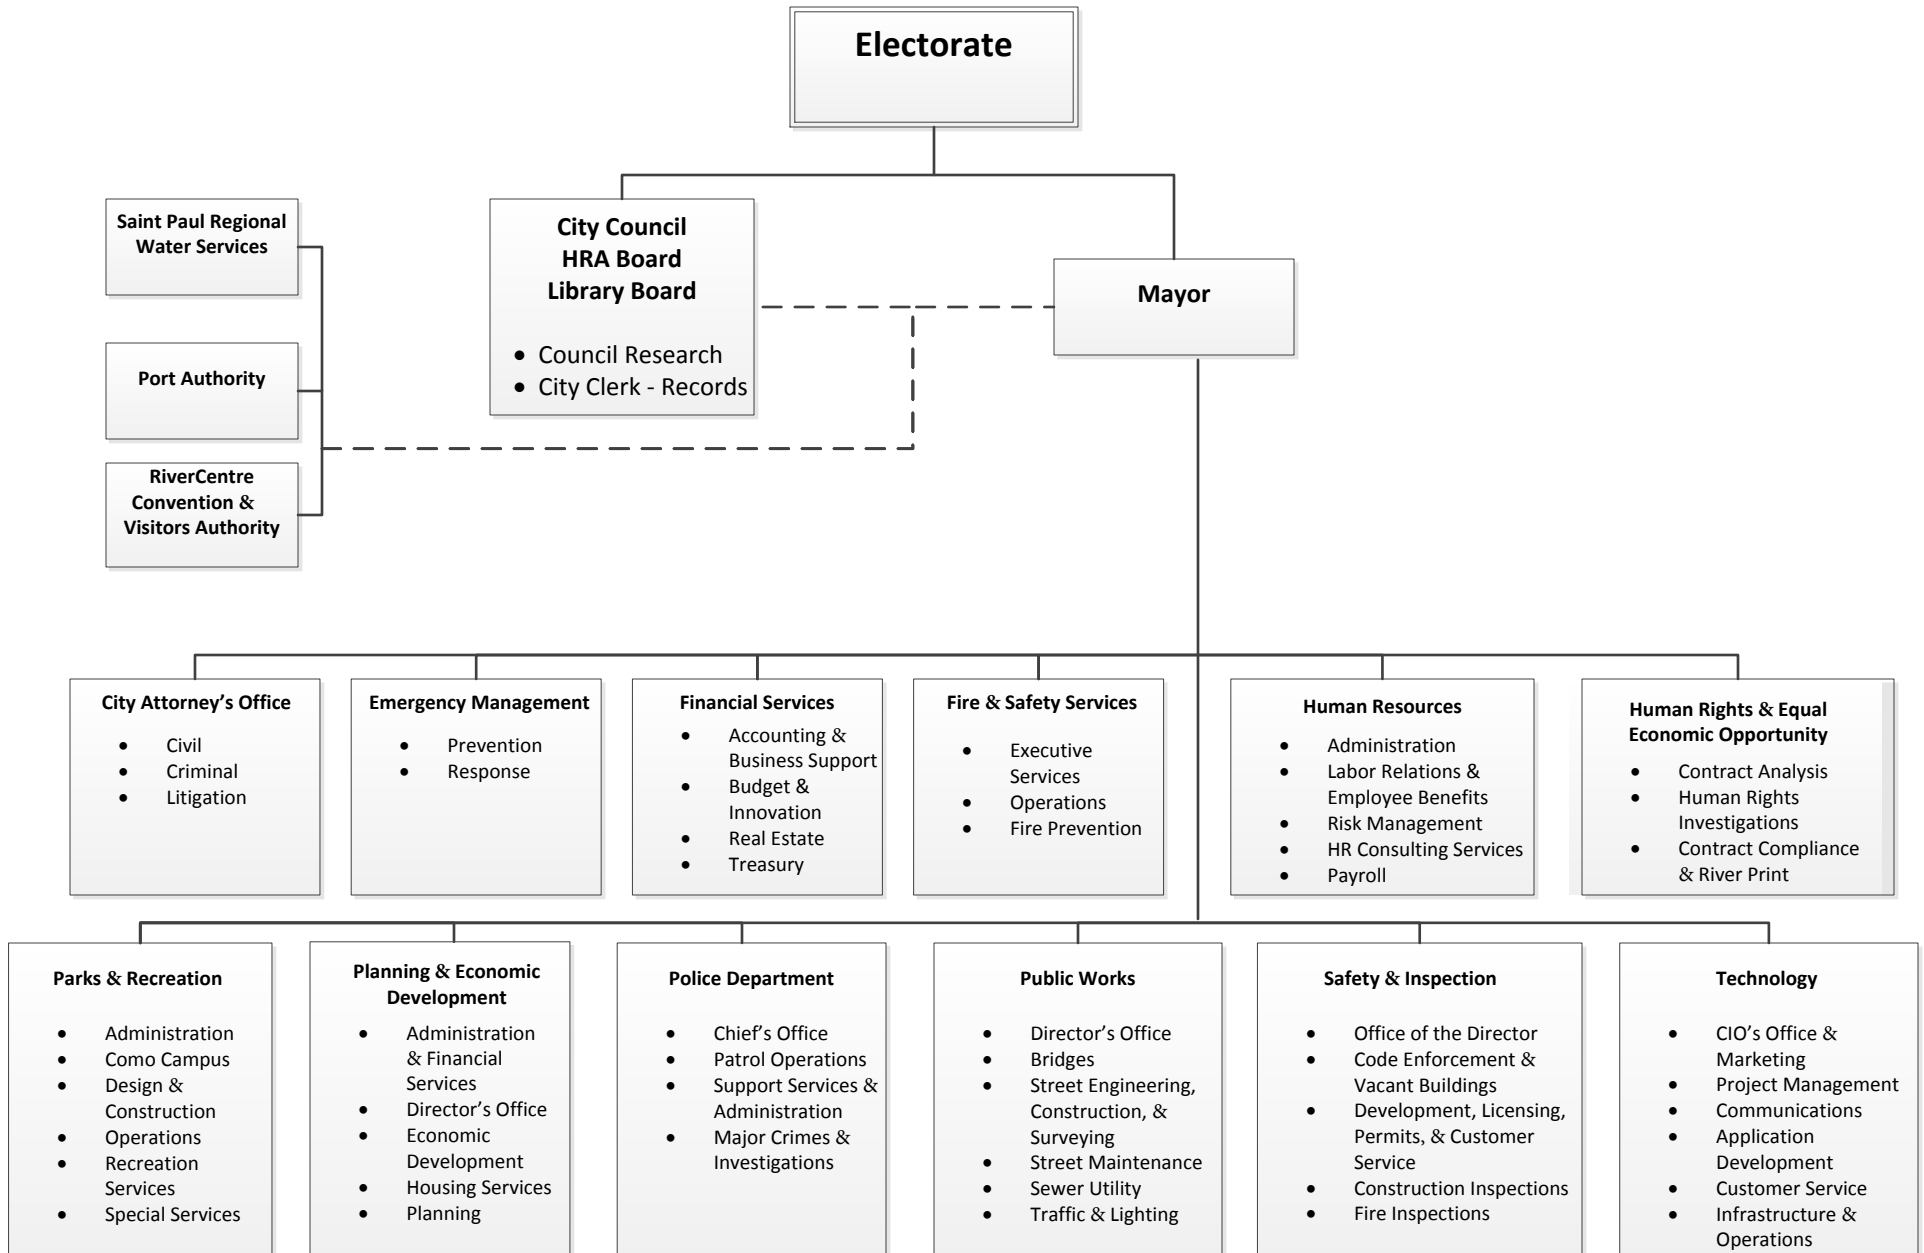 Electorate
Saint Paul Regional
Water Services
Port Authority
RiverCentre
Convention &
Visitors Authority
City Council
HRA Board
Library Board
• Council Research
• City Clerk - Records
Mayor
City Attorney’s Office
• Civil
• Criminal
• Litigation
Emergency Management
• Prevention
• Response
Financial Services
• Accounting &
Business Support
• Budget &
Innovation
• Real Estate
• Treasury
Fire & Safety Services
• Executive
Services
• Operations
• Fire Prevention
Human Resources
• Administration
• Labor Relations &
Employee Benefits
• Risk Management
• HR Consulting Services
• Payroll
Human Rights & Equal
Economic Opportunity
• Contract Analysis
• Human Rights
Investigations
• Contract Compliance
& River Print
Parks & Recreation
• Administration
• Como Campus
• Design &
Construction
• Operations
• Recreation
Services
• Special Services
Planning & Economic
Development
• Administration
& Financial
Services
• Director’s Office
• Economic
Development
• Housing Services
• Planning
Police Department
• Chief’s Office
• Patrol Operations
• Support Services &
Administration
• Major Crimes &
Investigations
Public Works
• Director’s Office
• Bridges
• Street Engineering,
Construction, &
Surveying
• Street Maintenance
• Sewer Utility
• Traffic & Lighting
Safety & Inspection
• Office of the Director
• Code Enforcement &
Vacant Buildings
• Development, Licensing,
Permits, & Customer
Service
• Construction Inspections
• Fire Inspections
Technology
• CIO’s Office &
Marketing
• Project Management
• Communications
• Application
Development
• Customer Service
• Infrastructure &
Operations